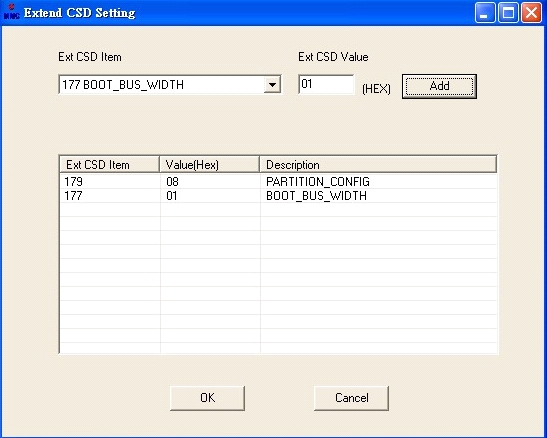 Extend CSD Setting
Ext CSD Item Ext CSD Value
177 BOOT_BUS_WIDTH 01 (HEX) Add
Ext CSD Item Value(Hex) Description
179 08 PARTITION_CONFIG
177 01 BOOT_BUS_WIDTH
OK Cancel